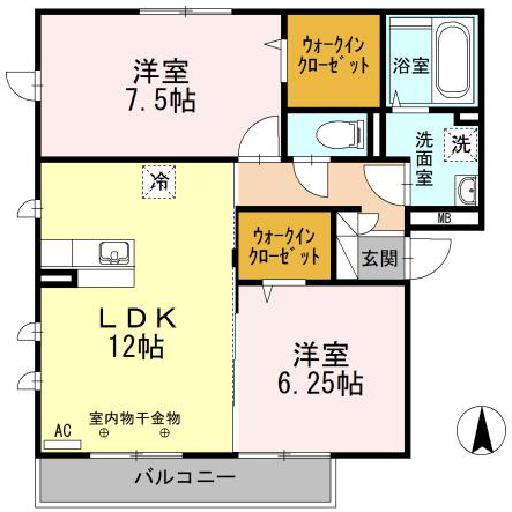 洋室
7.5帖
ウォークイン
クローゼット
浴室
洗面室
洗
冷
MB
ウォークイン
クローゼット
玄関
LDK
12帖
洋室
6.25帖
室内物干金物
AC
バルコニー